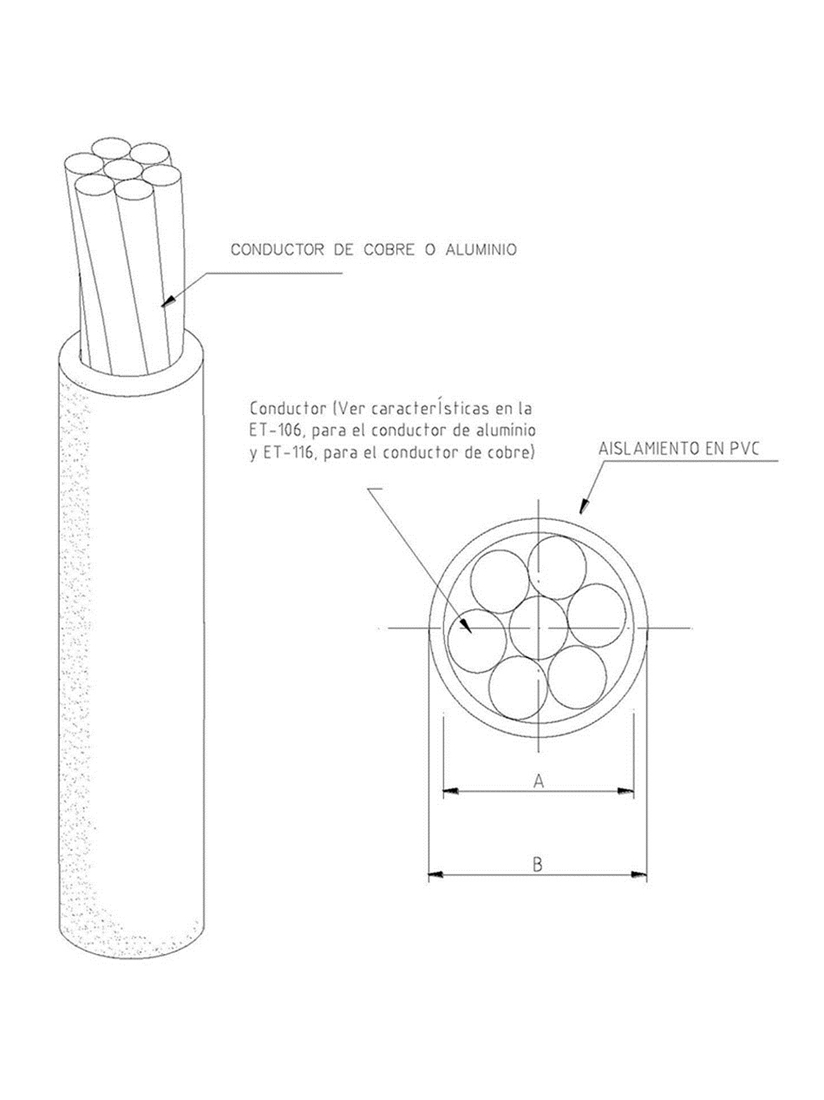 CONDUCTOR DE COBRE O ALUMINIO
Conductor (Ver características en la
ET-106, para el conductor de aluminio
y ET-116, para el conductor de cobre)
AISLAMIENTO EN PVC
A
B